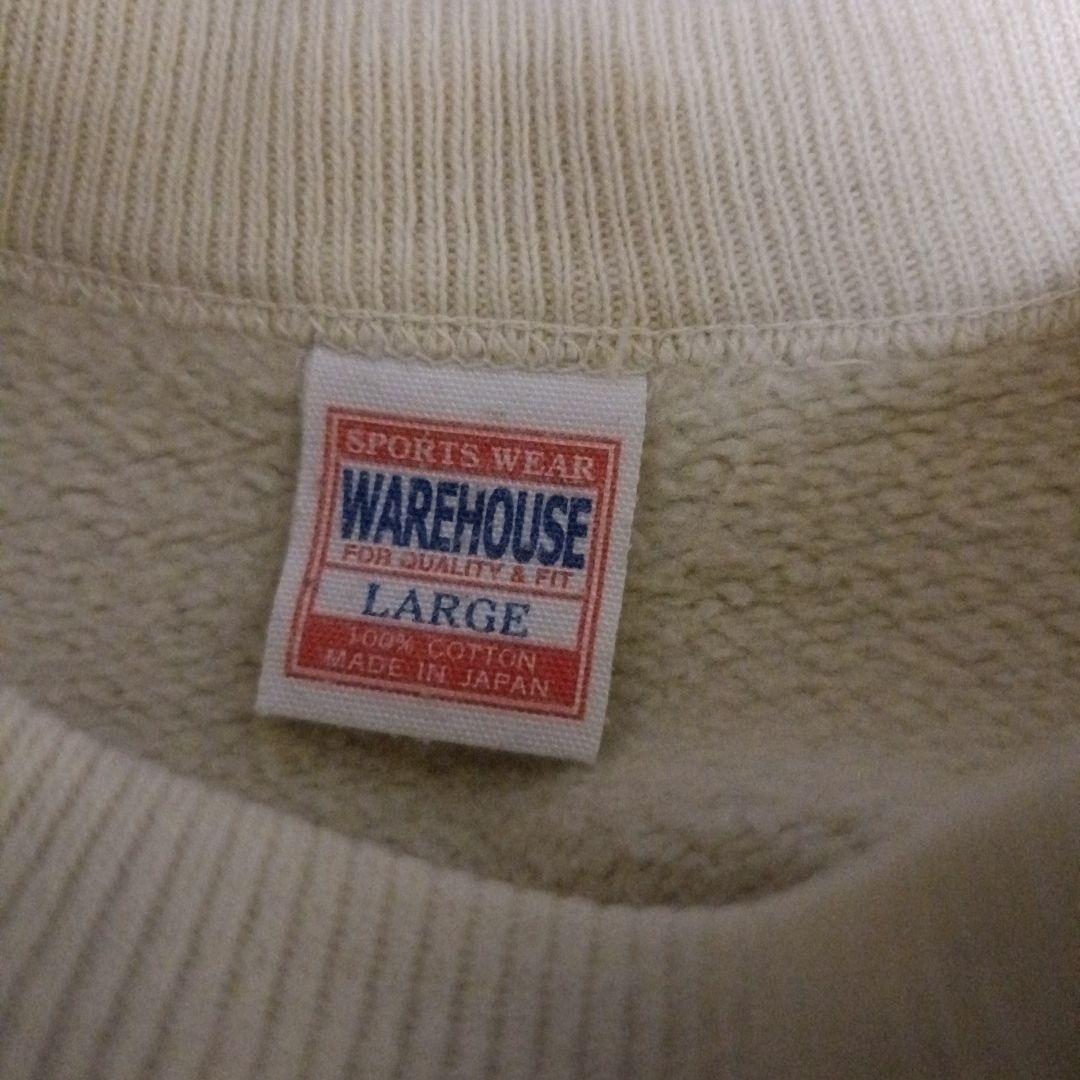 SPORTS WEAR
WAREHOUSE
FOR QUALITY & FIT
LARGE
100% COTTON
MADE IN JAPAN